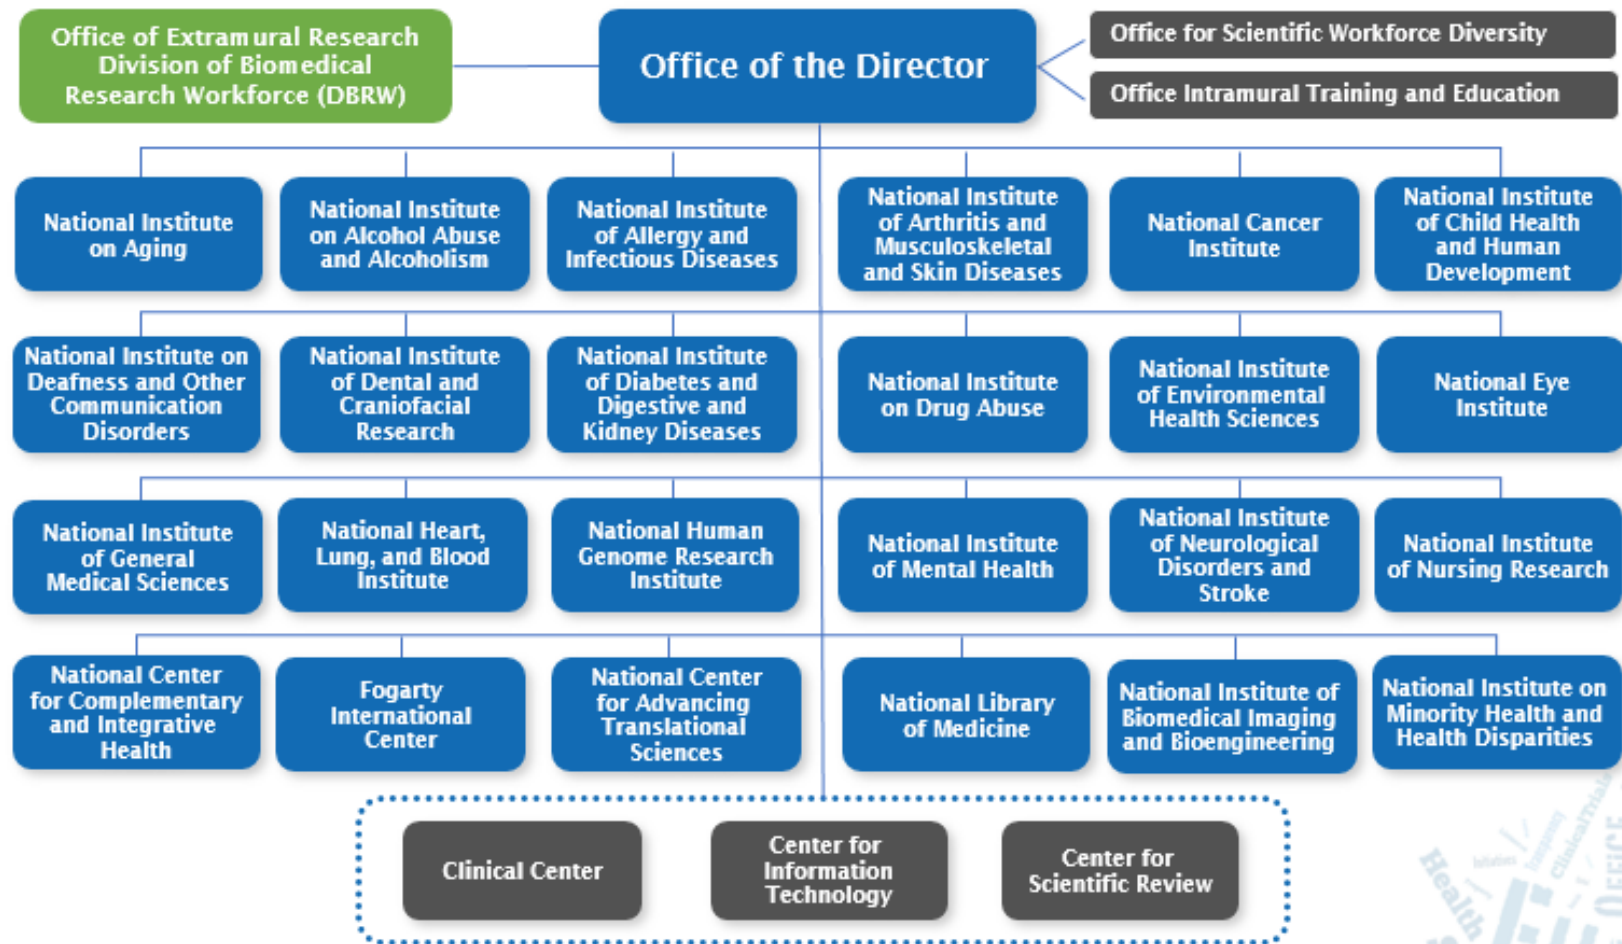 Office of Extramural Research
Division of Biomedical
Research Workforce (DBRW)
Office of the Director
Office for Scientific Workforce Diversity
Office Intramural Training and Education
National Institute
on Aging
National Institute
on Alcohol Abuse
and Alcoholism
National Institute
of Allergy and
Infectious Diseases
National Institute
of Arthritis and
Musculoskeletal
and Skin Diseases
National Cancer
Institute
National Institute
of Child Health
and Human
Development
National Institute on
Deafness and Other
Communication
Disorders
National Institute
of Dental and
Craniofacial
Research
National Institute
of Diabetes and
Digestive and
Kidney Diseases
National Institute
on Drug Abuse
National Institute
of Environmental
Health Sciences
National Eye
Institute
National Institute
of General
Medical Sciences
National Heart,
Lung, and Blood
Institute
National Human
Genome Research
Institute
National Institute
of Mental Health
National Institute
of Neurological
Disorders and
Stroke
National Institute
of Nursing Research
National Center
for Complementary
and Integrative
Health
Fogarty
International
Center
National Center
for Advancing
Translational
Sciences
National Library
of Medicine
National Institute of
Biomedical Imaging
and Bioengineering
National Institute on
Minority Health and
Health Disparities
Clinical Center
Center for
Information
Technology
Center for
Scientific Review
Health
Transparency
ClinicalTrials
OFFICE